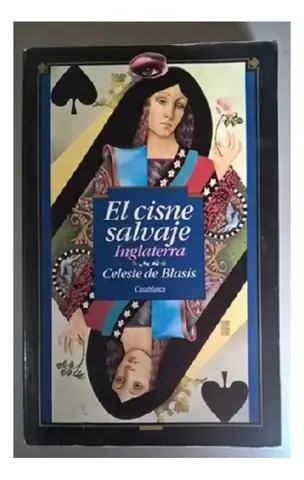 El cisne
salvaje
Inglaterra
Celeste de Blasis
Casablanca